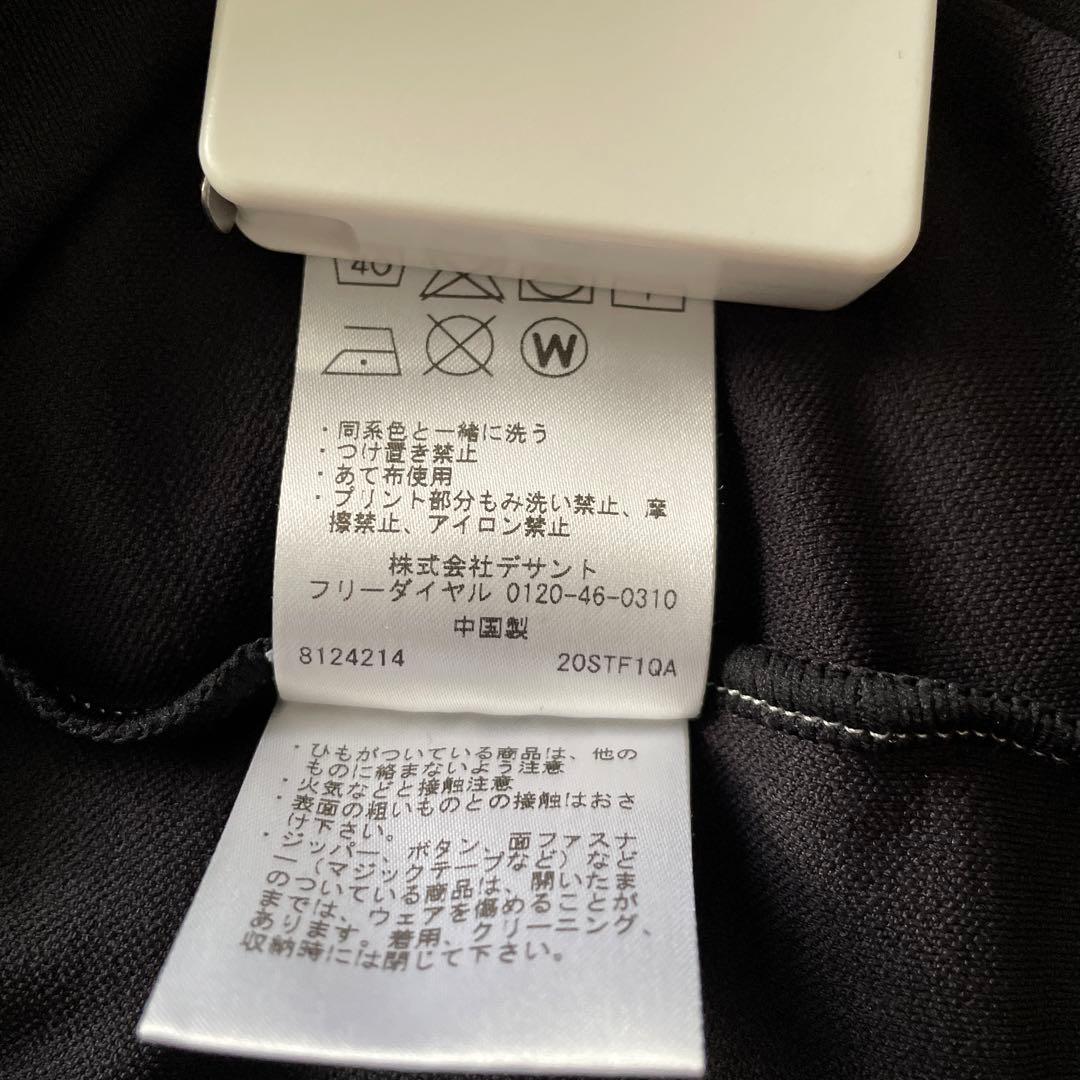 40
W
・同系色と一緒に洗う
・つけ置き禁止
・あて布使用
・プリント部分もみ洗い禁止、摩
擦禁止、アイロン禁止
株式会社デサント
フリーダイヤル 0120-46-0310
中国製
8124214 20STF1QA
・ひもがついている商品は、他の
ものに絡まないよう注意
・火気などと接触注意
・表面の粗いものとの接触はおさ
け下さい。
・ジッパー、ボタン、面ファスナ
ー（マジックテープなど）など
のついている商品は、開いたま
までは、ウェアを傷めることが
あります。着用、クリーニング、
収納時には閉じて下さい。